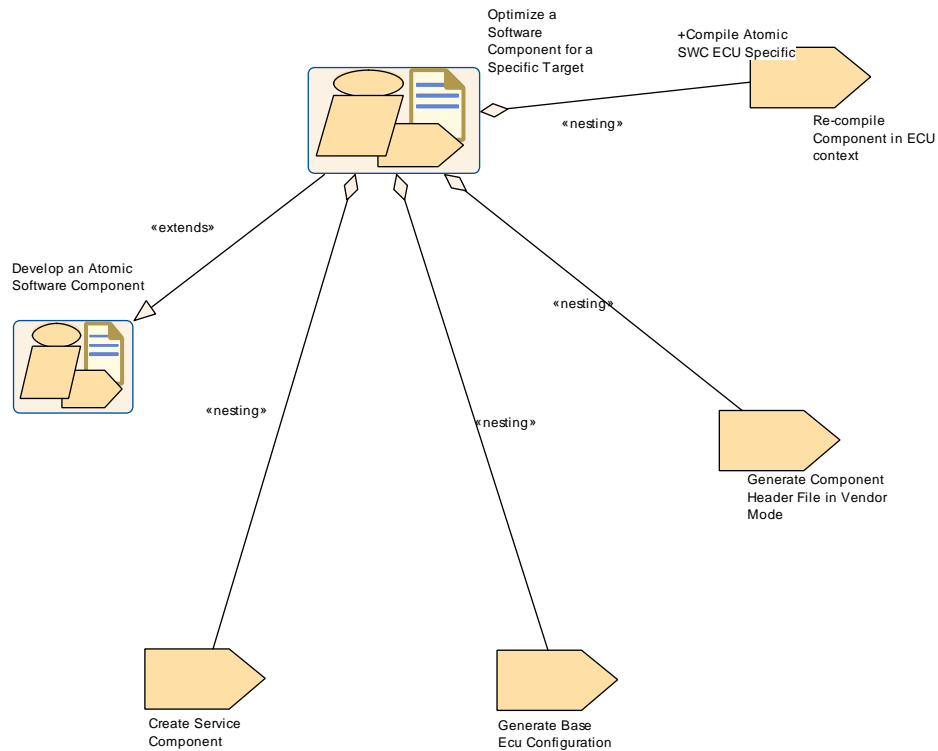 Optimize a
Software
Component for a
Specific Target
+Compile Atomic
SWC ECU Specific
«nesting»
Re-compile
Component in ECU
context
«extends»
Develop an Atomic
Software Component
«nesting»
«nesting»
«nesting»
Generate Component
Header File in Vendor
Mode
Create Service
Component
Generate Base
Ecu Configuration